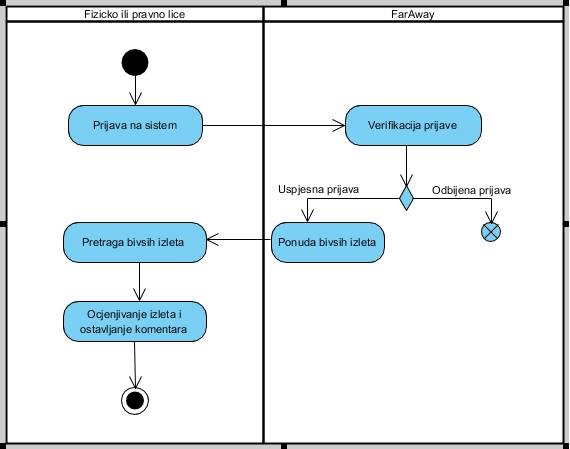 Fizicko ili pravno lice
FarAway
Prijava na sistem
Verifikacija prijave
Uspjesna prijava
Odbijena prijava
Pretraga bivsih izleta
Ponuda bivsih izleta
Ocjenjivanje izleta i
ostavljanje komentara